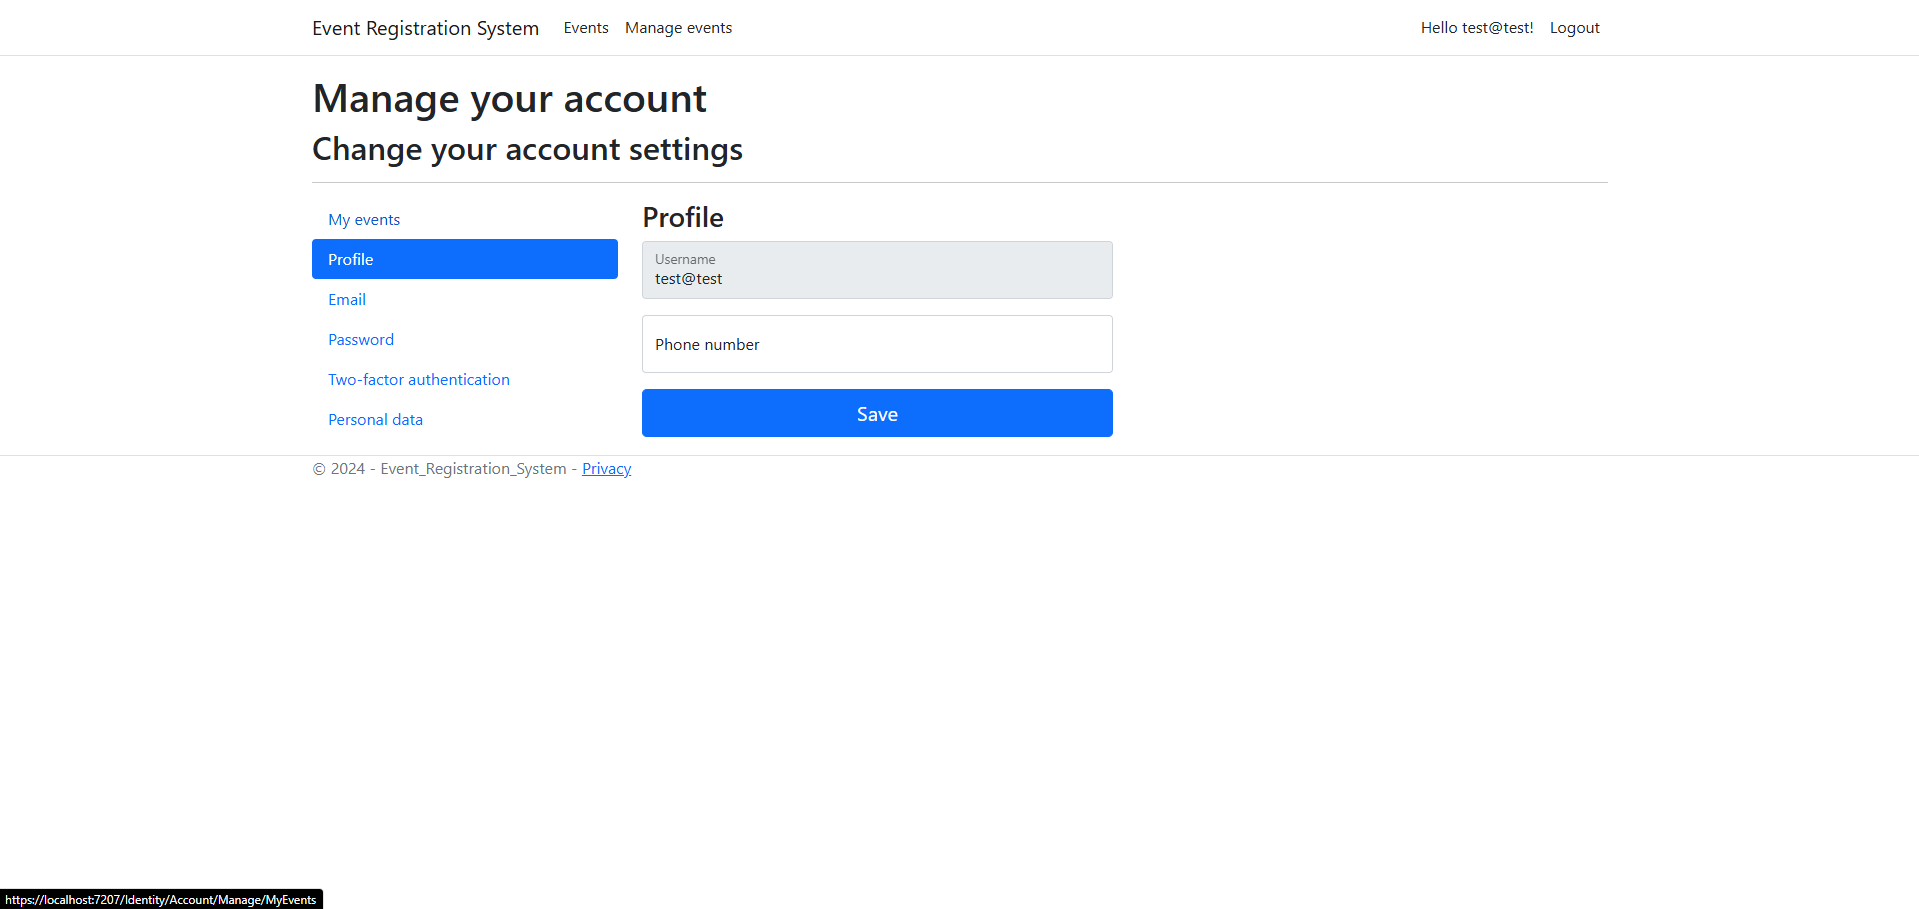 Event Registration System Events Manage events Hello test@test! Logout
Manage your account
Change your account settings
My events
Profile
Email
Password
Two-factor authentication
Personal data
Profile
Username
test@test
Phone number
Save
© 2024 - Event_Registration_System - Privacy
https://localhost:7207/Identity/Account/Manage/MyEvents